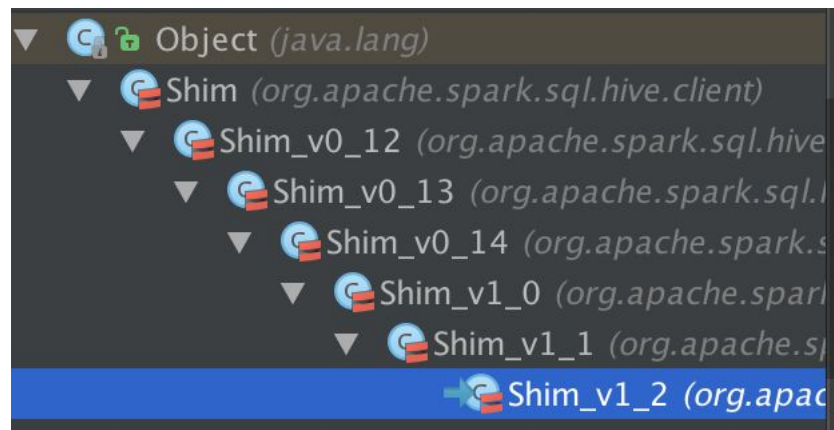 Object (java.lang)
Shim (org.apache.spark.sql.hive.client)
Shim_v0_12 (org.apache.spark.sql.hive
Shim_v0_13 (org.apache.spark.sql.
Shim_v0_14 (org.apache.spark.s
Shim_v1_0 (org.apache.spar
Shim_v1_1 (org.apache.s
Shim_v1_2 (org.apac